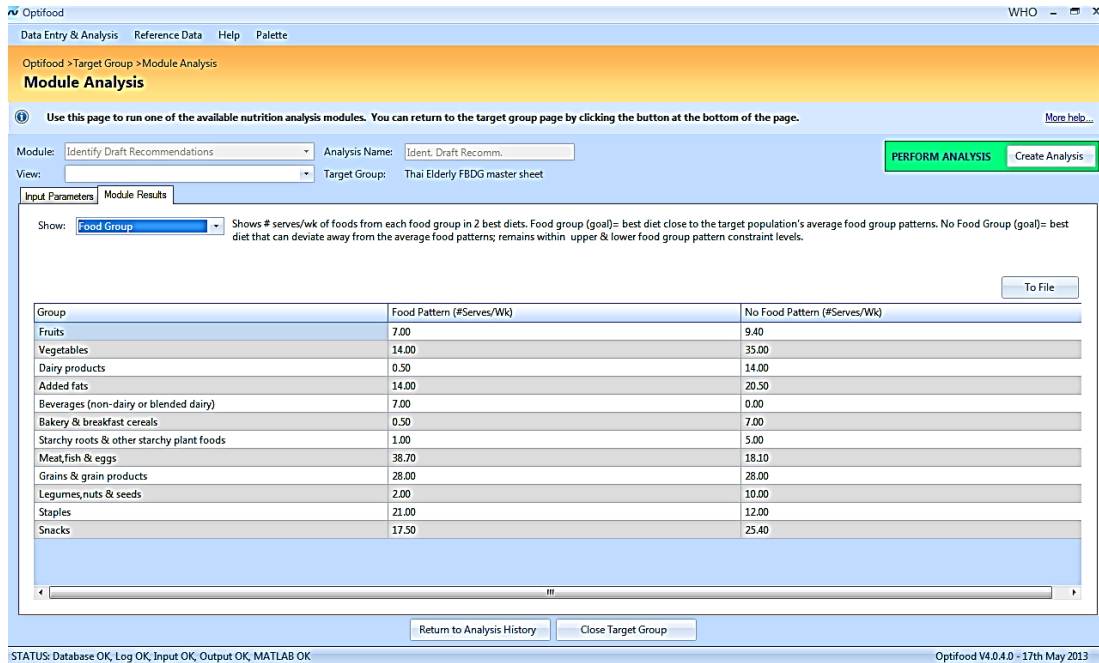 Optifood WHO
Data Entry & Analysis Reference Data Help Palette
Optifood >Target Group >Module Analysis
Module Analysis
Use this page to run one of the available nutrition analysis modules. You can return to the target group page by clicking the button at the bottom of the page. More help...
Module: Identify Draft Recommendations Analysis Name: Ident. Draft Recomm. PERFORM ANALYSIS Create Analysis
View: Target Group: Thai Elderly FBDG master sheet
Input Parameters Module Results
Show: Food Group Shows # serves/wk of foods from each food group in 2 best diets. Food group (goal)= best diet close to the target population's average food group patterns. No Food Group (goal)= best
diet that can deviate away from the average food patterns; remains within upper & lower food group pattern constraint levels.
To File
Group Food Pattern (#Serves/Wk) No Food Pattern (#Serves/Wk)
Fruits 7.00 9.40
Vegetables 14.00 35.00
Dairy products 0.50 14.00
Added fats 14.00 20.50
Beverages (non-dairy or blended dairy) 7.00 0.00
Bakery & breakfast cereals 0.50 7.00
Starchy roots & other starchy plant foods 1.00 5.00
Meat,fish & eggs 38.70 18.10
Grains & grain products 28.00 28.00
Legumes,nuts & seeds 2.00 10.00
Staples 21.00 12.00
Snacks 17.50 25.40
Return to Analysis History Close Target Group
STATUS: Database OK, Log OK, Input OK, Output OK, MATLAB OK Optifood V4.0.4.0 - 17th May 2013